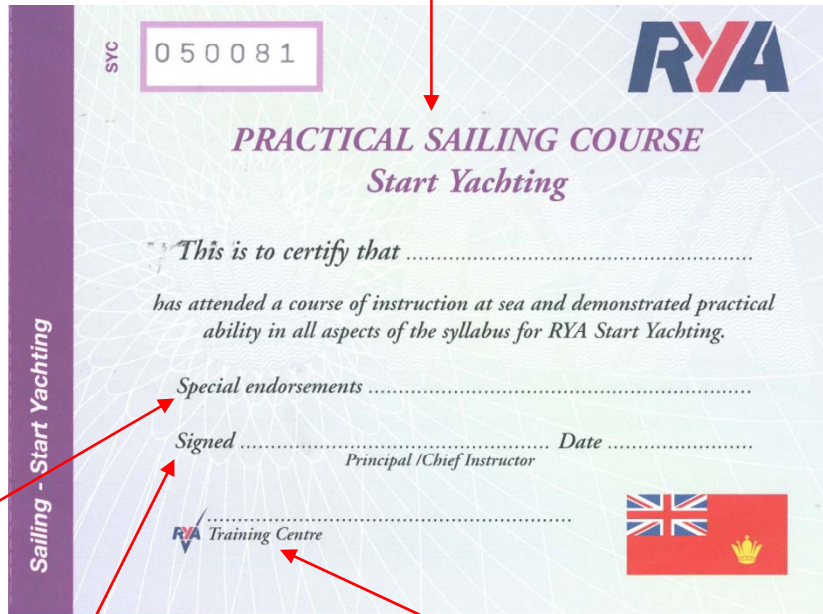 SYC 050081 RYA
PRACTICAL SAILING COURSE
Start Yachting
This is to certify that ..........................................................
has attended a course of instruction at sea and demonstrated practical
ability in all aspects of the syllabus for RYA Start Yachting.
Special endorsements ................................................................
Signed .................................................... Date ........................
Principal /Chief Instructor
.............................................................
RYA Training Centre
Sailing - Start Yachting